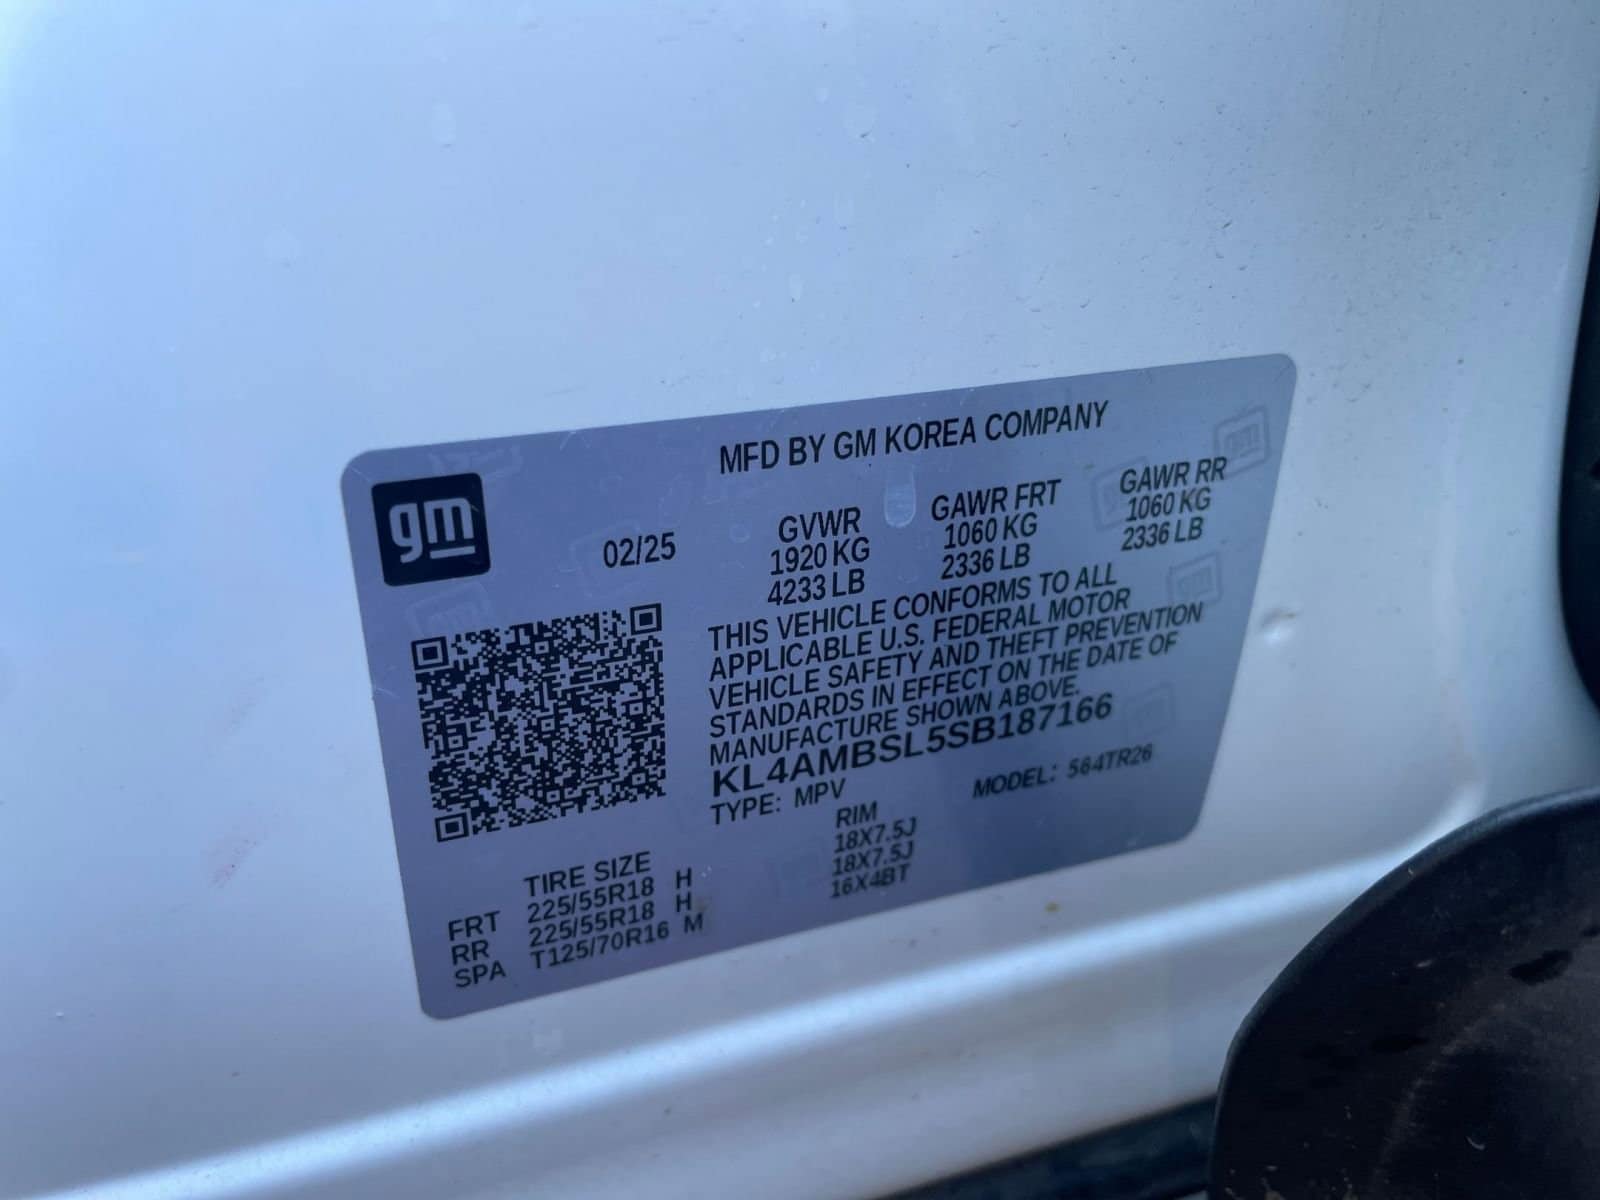 MFD BY GM KOREA COMPANY
gm
02/25
GVWR GAWR FRT GAWR RR
1920 KG 1060 KG 1060 KG
4233 LB 2336 LB 2336 LB
THIS VEHICLE CONFORMS TO ALL
APPLICABLE U.S. FEDERAL MOTOR
VEHICLE SAFETY AND THEFT PREVENTION
STANDARDS IN EFFECT ON THE DATE OF
MANUFACTURE SHOWN ABOVE.
KL4AMBSL5SB187166
TYPE: MPV MODEL: 564TR26
TIRE SIZE RIM
FRT 225/55R18 H 18X7.5J
RR 225/55R18 H 18X7.5J
SPA T125/70R16 M 16X4BT